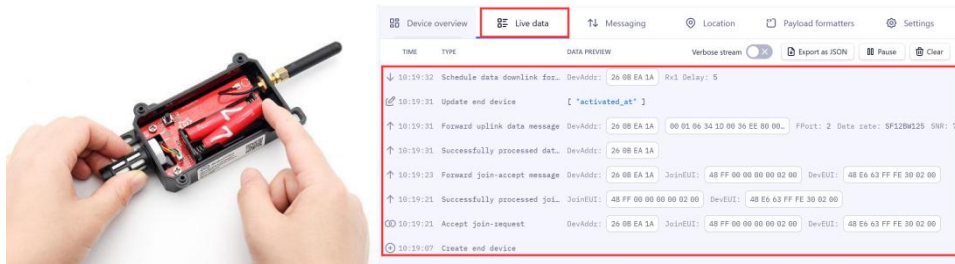 Device overview Live data Messaging Location Payload formatters Settings
TIME TYPE DATA PREVIEW Verbose stream Export as JSON Pause Clear
10:19:32 Schedule data downlink for… DevAddr: 26 0B EA 1A Rx1 Delay: 5
10:19:31 Update end device [ "activated_at" ]
10:19:31 Forward uplink data message DevAddr: 26 0B EA 1A 00 01 06 34 1D 00 36 EE 80 00… FPort: 2 Data rate: SF12BW125 SNR:
10:19:31 Successfully processed dat… DevAddr: 26 0B EA 1A
10:19:23 Forward join-accept message DevAddr: 26 0B EA 1A JoinEUI: 48 FF 00 00 00 00 02 00 DevEUI: 48 E6 63 FF FE 30 02 00
10:19:21 Successfully processed joi… JoinEUI: 48 FF 00 00 00 00 02 00 DevEUI: 48 E6 63 FF FE 30 02 00
10:19:21 Accept join-request DevAddr: 26 0B EA 1A JoinEUI: 48 FF 00 00 00 00 02 00 DevEUI: 48 E6 63 FF FE 30 02 00
10:19:07 Create end device